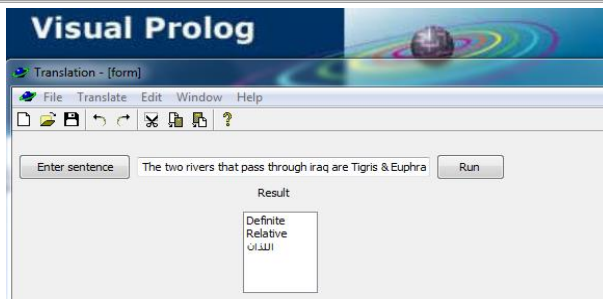 Visual Prolog
Translation - [form]
File Translate Edit Window Help
Enter sentence The two rivers that pass through iraq are Tigris & Euphra Run
Result
Definite
Relative
اللذان